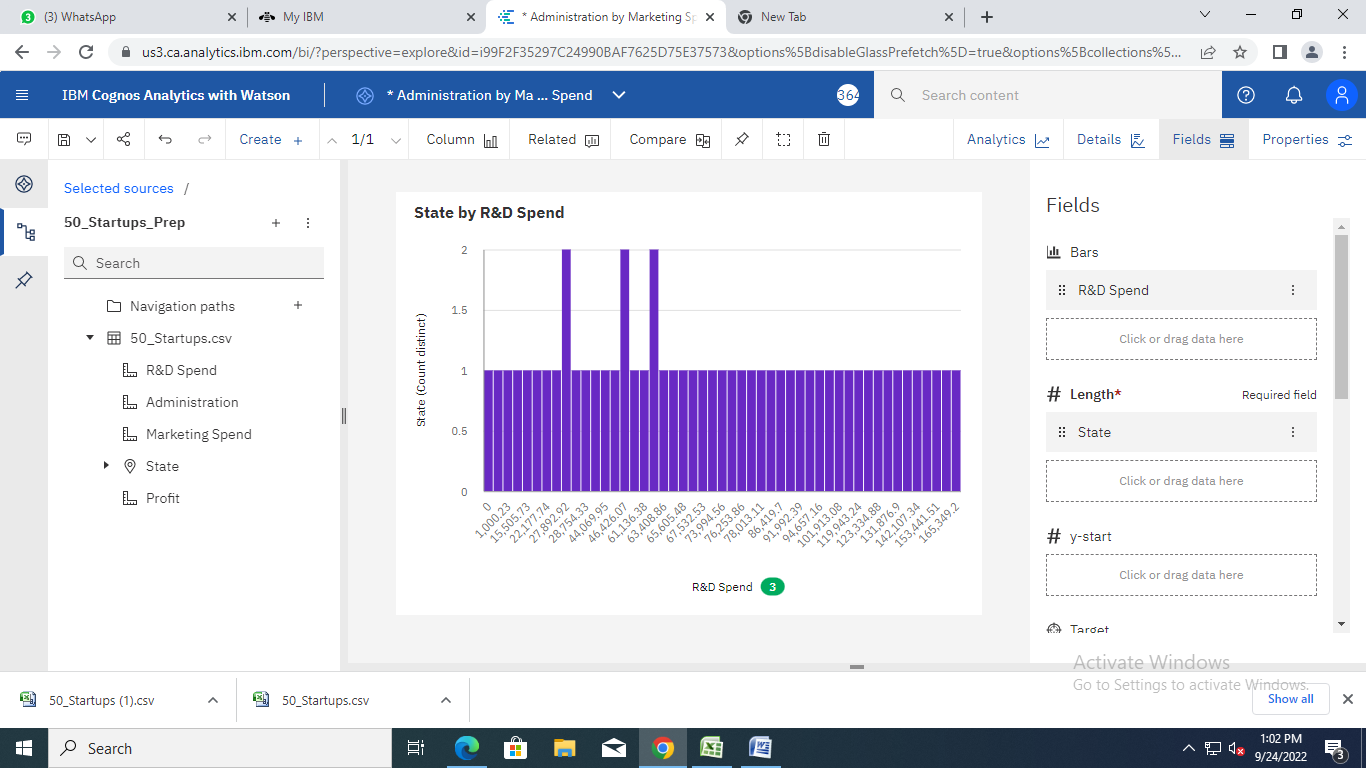 (3) WhatsApp
My IBM
* Administration by Marketing Sp
New Tab
us3.ca.analytics.ibm.com/bi/?perspective=explore&id=i99F2F35297C24990BAF7625D75E37573&options%5BdisableGlassPrefetch%5D=true&options%5Bcollections%5...
IBM Cognos Analytics with Watson
* Administration by Ma ... Spend
364
Search content
Create
1/1
Column
Related
Compare
Analytics
Details
Fields
Properties
Selected sources /
50_Startups_Prep
Search
Navigation paths
50_Startups.csv
R&D Spend
Administration
Marketing Spend
State
Profit
State by R&D Spend
State (Count distinct)
2
1.5
1
0.5
0
0
1,000.23
15,505.73
22,177.74
27,892.92
28,754.33
44,069.95
46,426.07
61,136.38
63,408.86
65,605.48
67,532.53
73,994.56
76,253.86
78,013.11
86,419.7
91,992.39
94,657.16
101,913.08
119,943.24
123,334.88
131,876.9
142,107.34
153,441.51
165,349.2
R&D Spend 3
Fields
Bars
R&D Spend
Click or drag data here
Length* Required field
State
Click or drag data here
y-start
Click or drag data here
Target
Activate Windows
Go to Settings to activate Windows.
50_Startups (1).csv
50_Startups.csv
Show all
Search
1:02 PM
9/24/2022
3